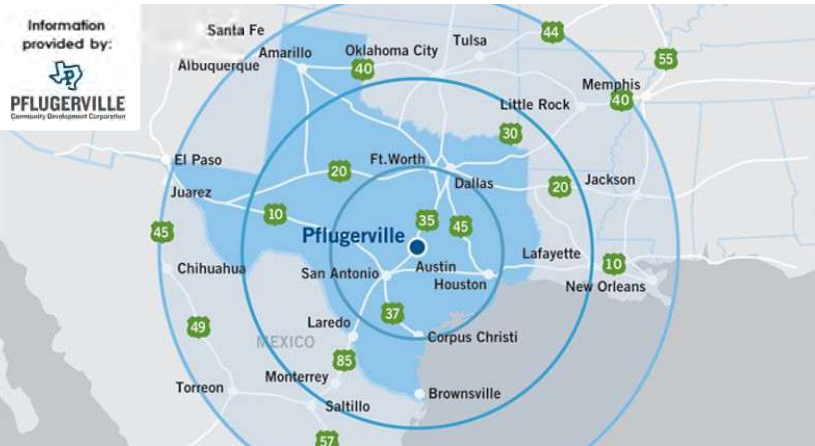 Information
provided by:
PFLUGERVILLE
Community Development Corporation
Santa Fe
Amarillo
Oklahoma City
Tulsa
44
55
Albuquerque
40
Memphis
40
Little Rock
30
El Paso
Ft.Worth
20
Dallas
20
Jackson
Juarez
10
35
45
45
Pflugerville
Lafayette
10
Chihuahua
San Antonio
Austin
Houston
New Orleans
37
49
Laredo
Corpus Christi
MEXICO
85
Monterrey
Torreon
Brownsville
Saltillo
57